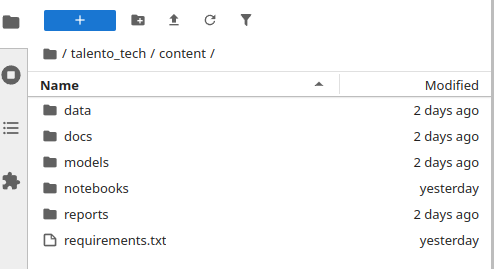 / talento_tech / content /
Name Modified
data 2 days ago
docs 2 days ago
models 2 days ago
notebooks yesterday
reports 2 days ago
requirements.txt yesterday